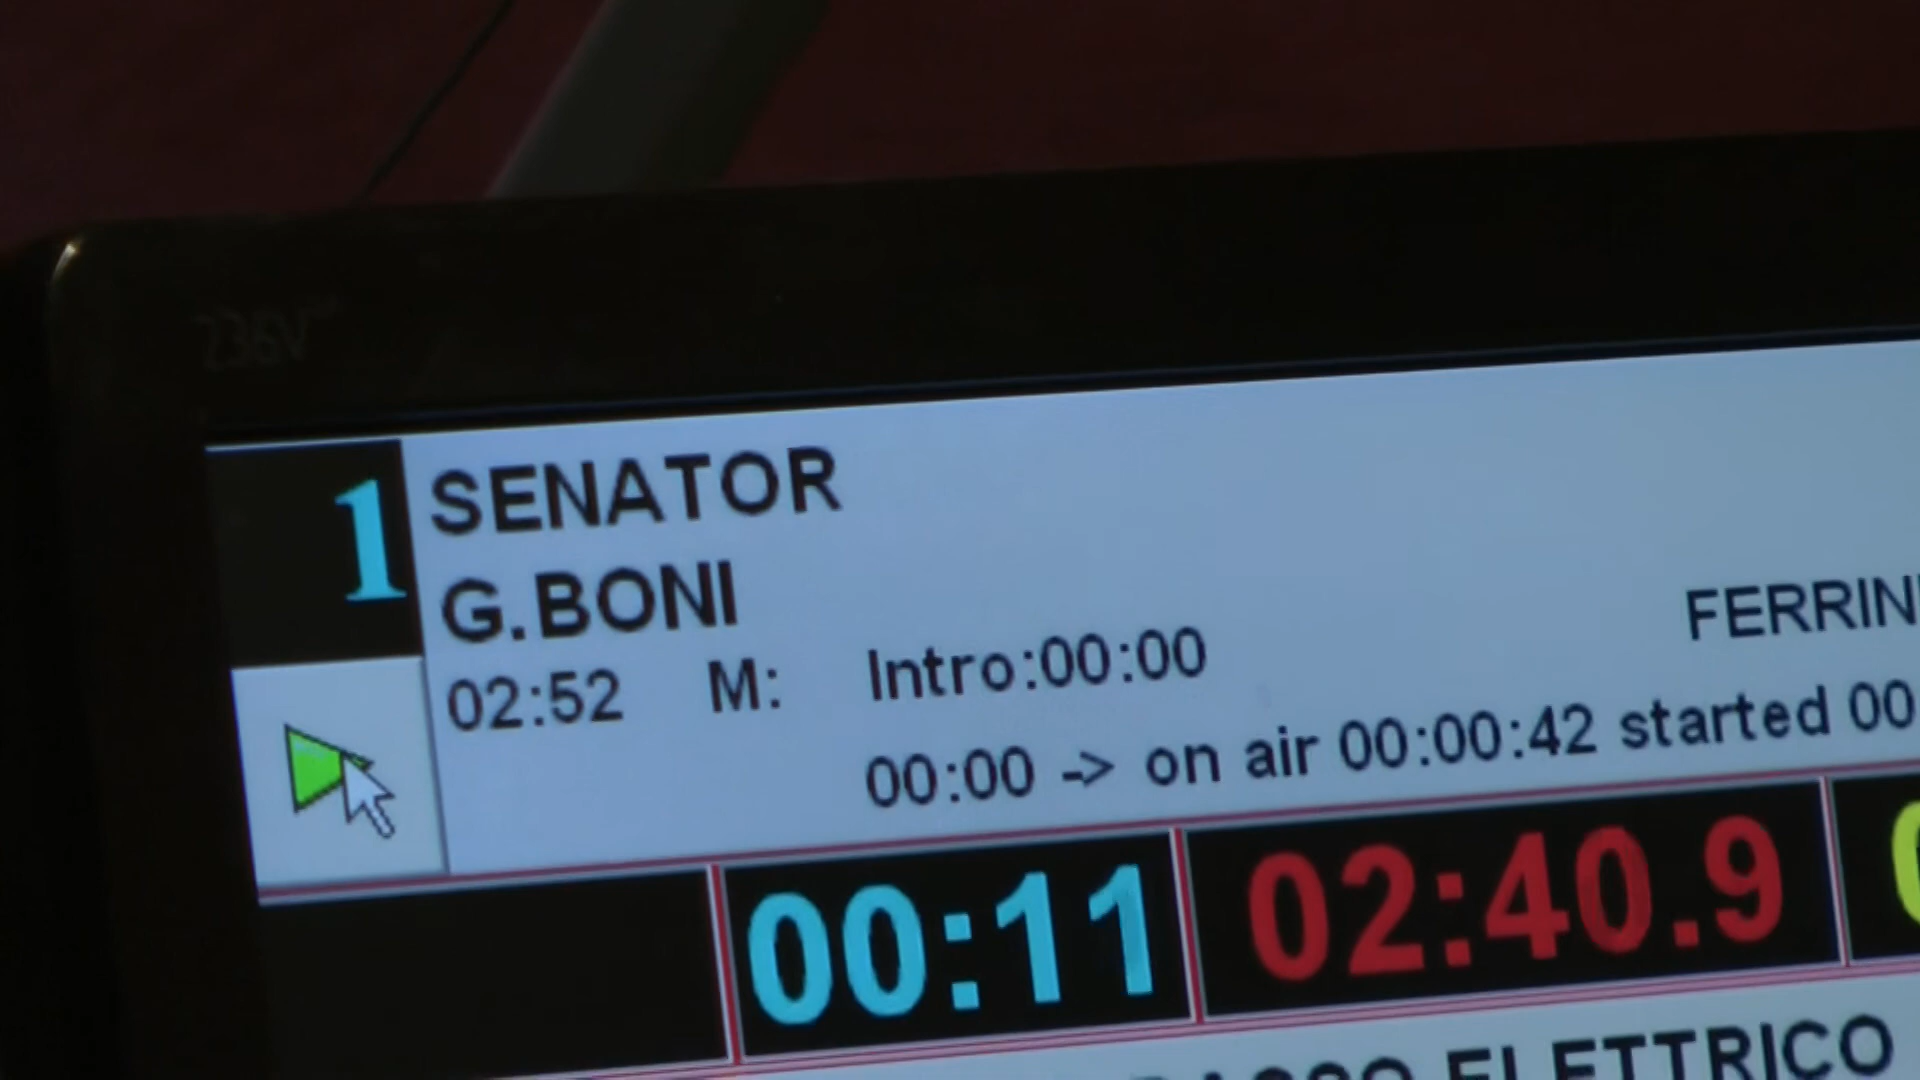 1
SENATOR
G.BONI
FERRIN
02:52 M: Intro:00:00
00:00 -> on air 00:00:42 started 00
00:11 02:40.9
ELETTRICO